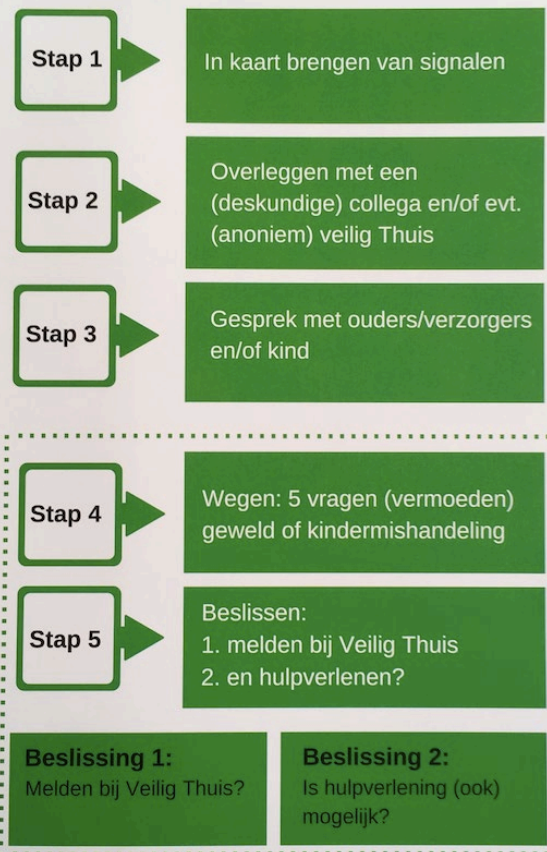 Stap 1
In kaart brengen van signalen
Stap 2
Overleggen met een
(deskundige) collega en/of evt.
(anoniem) veilig Thuis
Stap 3
Gesprek met ouders/verzorgers
en/of kind
Stap 4
Wegen: 5 vragen (vermoeden)
geweld of kindermishandeling
Stap 5
Beslissen:
1. melden bij Veilig Thuis
2. en hulpverlenen?
Beslissing 1:
Melden bij Veilig Thuis?
Beslissing 2:
Is hulpverlening (ook)
mogelijk?